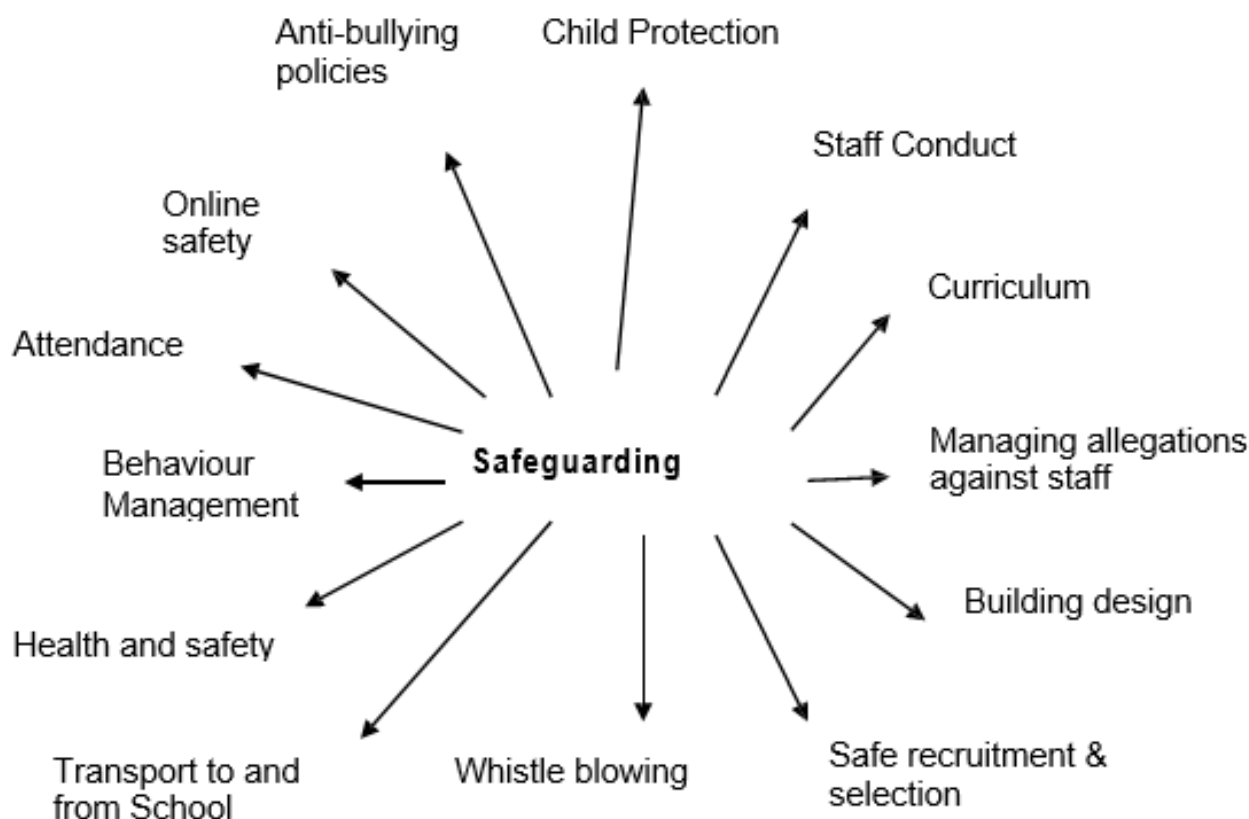 Anti-bullying
policies
Child Protection
Staff Conduct
Online
safety
Curriculum
Attendance
Managing allegations
against staff
Behaviour
Management
Safeguarding
Building design
Health and safety
Transport to and
from School
Whistle blowing
Safe recruitment &
selection